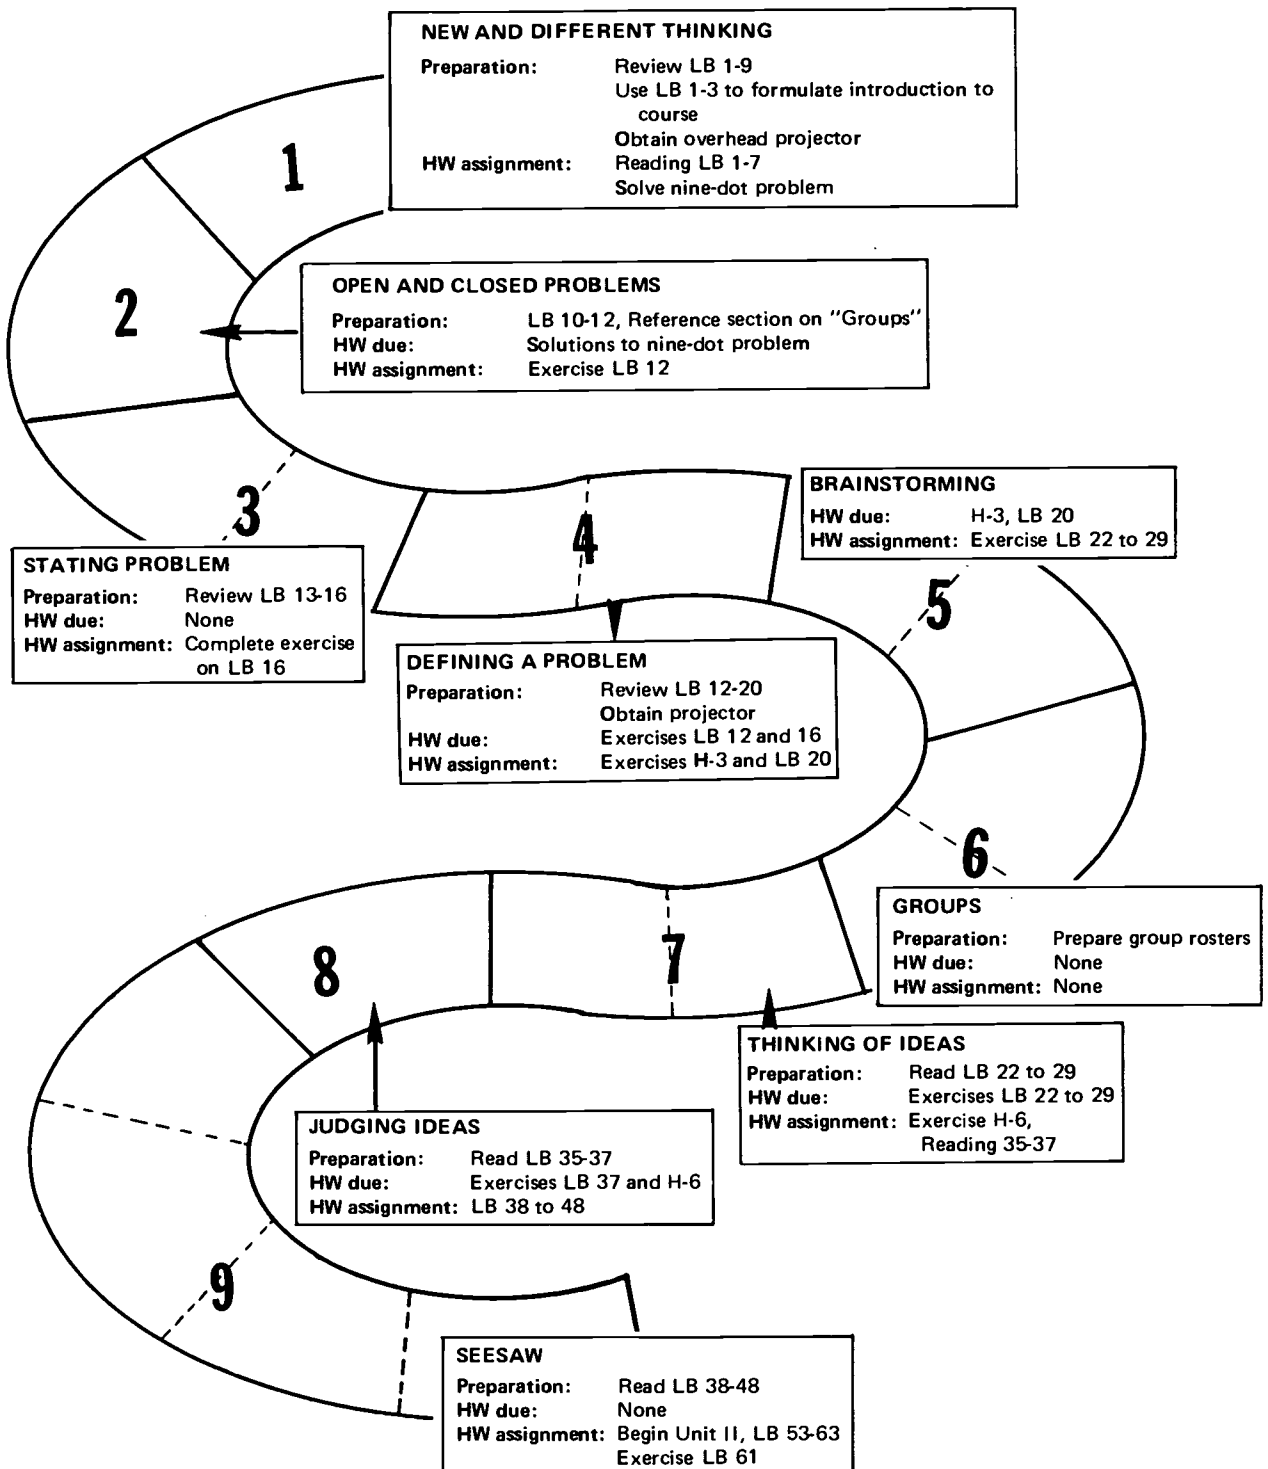 NEW AND DIFFERENT THINKING
Preparation: Review LB 1-9
Use LB 1-3 to formulate introduction to
course
Obtain overhead projector
HW assignment: Reading LB 1-7
Solve nine-dot problem
1
2
OPEN AND CLOSED PROBLEMS
Preparation: LB 10-12, Reference section on "Groups"
HW due: Solutions to nine-dot problem
HW assignment: Exercise LB 12
3
STATING PROBLEM
Preparation: Review LB 13-16
HW due: None
HW assignment: Complete exercise
on LB 16
4
DEFINING A PROBLEM
Preparation: Review LB 12-20
Obtain projector
HW due: Exercises LB 12 and 16
HW assignment: Exercises H-3 and LB 20
BRAINSTORMING
HW due: H-3, LB 20
HW assignment: Exercise LB 22 to 29
5
6
GROUPS
Preparation: Prepare group rosters
HW due: None
HW assignment: None
7
THINKING OF IDEAS
Preparation: Read LB 22 to 29
HW due: Exercises LB 22 to 29
HW assignment: Exercise H-6,
Reading 35-37
8
JUDGING IDEAS
Preparation: Read LB 35-37
HW due: Exercises LB 37 and H-6
HW assignment: LB 38 to 48
9
SEESAW
Preparation: Read LB 38-48
HW due: None
HW assignment: Begin Unit II, LB 53-63
Exercise LB 61